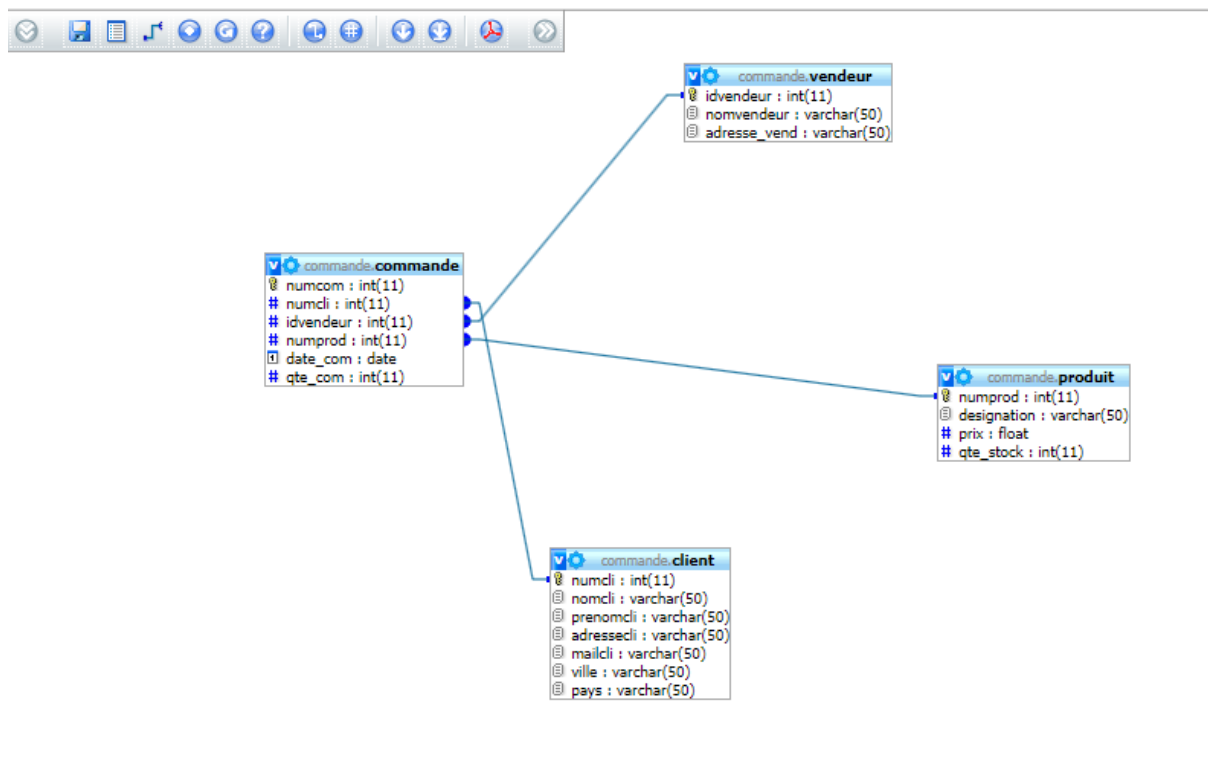 commande.vendeur
idvendeur : int(11)
nomvendeur : varchar(50)
adresse_vend : varchar(50)
commande.commande
numcom : int(11)
numcli : int(11)
idvendeur : int(11)
numprod : int(11)
date_com : date
qte_com : int(11)
commande.produit
numprod : int(11)
designation : varchar(50)
prix : float
qte_stock : int(11)
commande.client
numcli : int(11)
nomcli : varchar(50)
prenomcli : varchar(50)
adressecli : varchar(50)
mailcli : varchar(50)
ville : varchar(50)
pays : varchar(50)